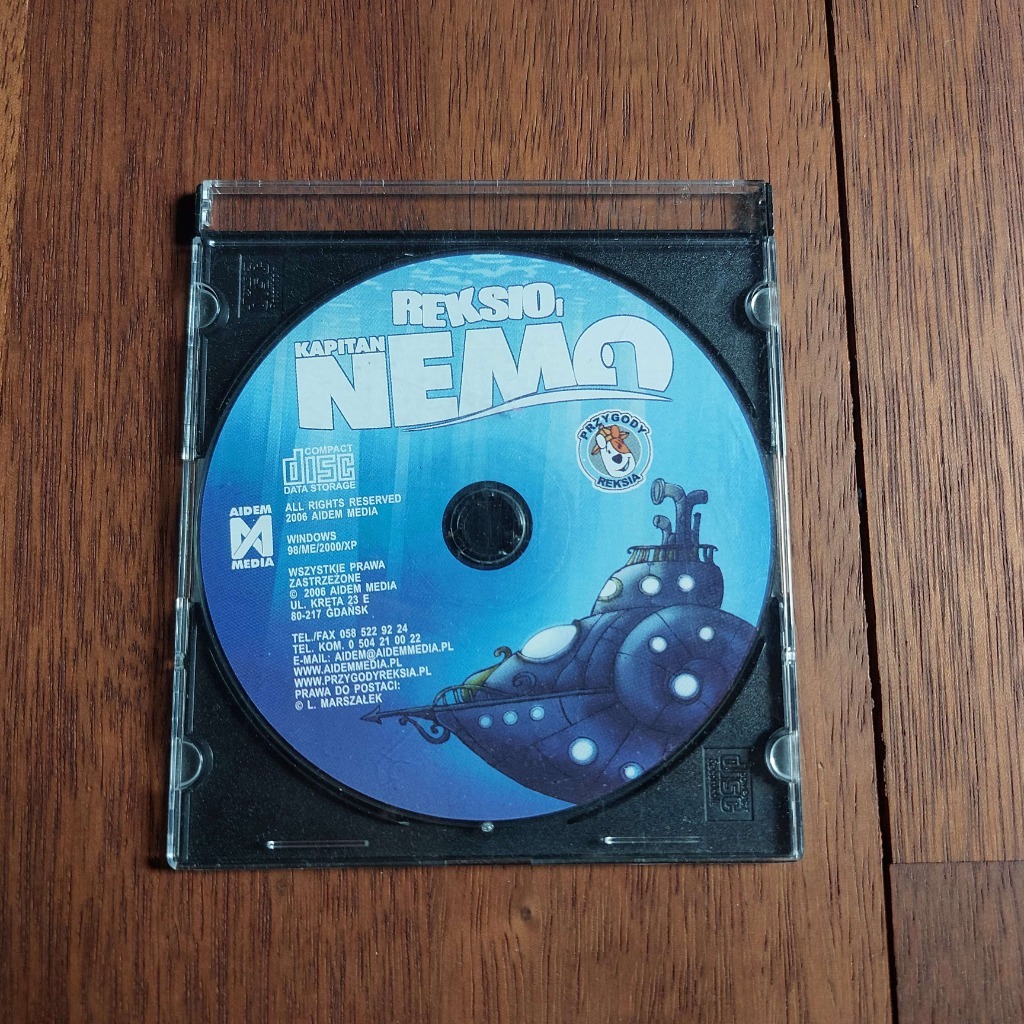 REKSIO i
KAPITAN NEMO
PRZYGODY
REKSIA
COMPACT
disc
DATA STORAGE
AIDEM
MEDIA
ALL RIGHTS RESERVED
2006 AIDEM MEDIA
WINDOWS
98/ME/2000/XP
WSZYSTKIE PRAWA
ZASTRZEŻONE
© 2006 AIDEM MEDIA
UL. KRĘTA 23 E
80-217 GDAŃSK
TEL./FAX 058 522 92 24
TEL. KOM. 0 504 21 00 22
E-MAIL: AIDEM@AIDEMMEDIA.PL
WWW.AIDEMMEDIA.PL
WWW.PRZYGODYREKSIA.PL
PRAWA DO POSTACI:
© L. MARSZAŁEK
disc